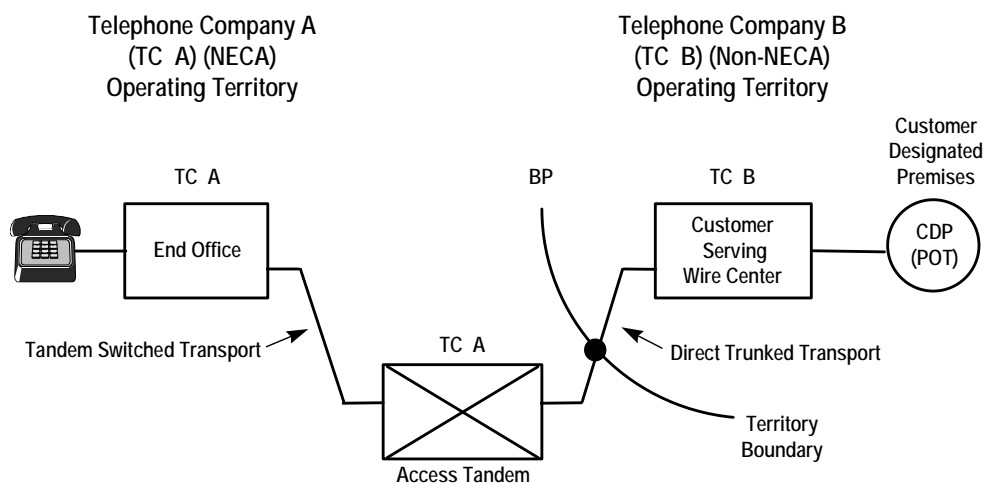 Telephone Company A
(TC A) (NECA)
Operating Territory
Telephone Company B
(TC B) (Non-NECA)
Operating Territory
Customer
Designated
Premises
TC A
BP
TC B
End Office
Customer
Serving
Wire Center
CDP
(POT)
Tandem Switched Transport
TC A
Direct Trunked Transport
Territory
Boundary
Access Tandem